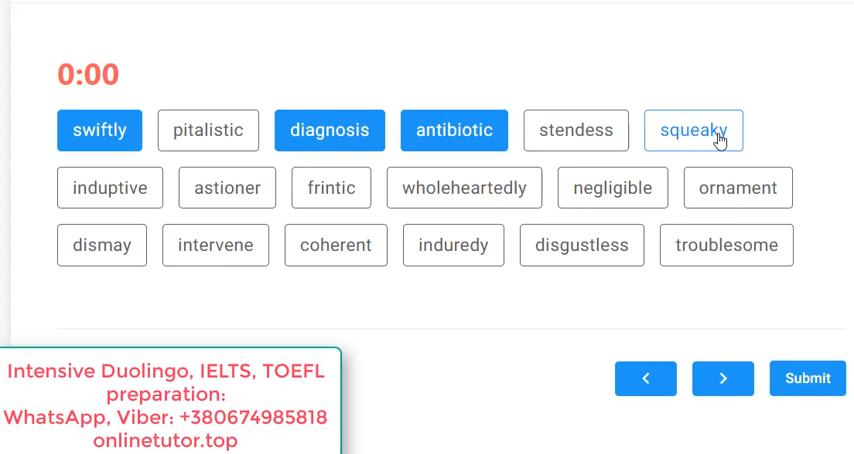 0:00
swiftly pitalistic diagnosis antibiotic stendess squeaky
induptive astioner frintic wholeheartedly negligible ornament
dismay intervene coherent induredy disgustless troublesome
< > Submit
Intensive Duolingo, IELTS, TOEFL
preparation:
WhatsApp, Viber: +380674985818
onlinetutor.top